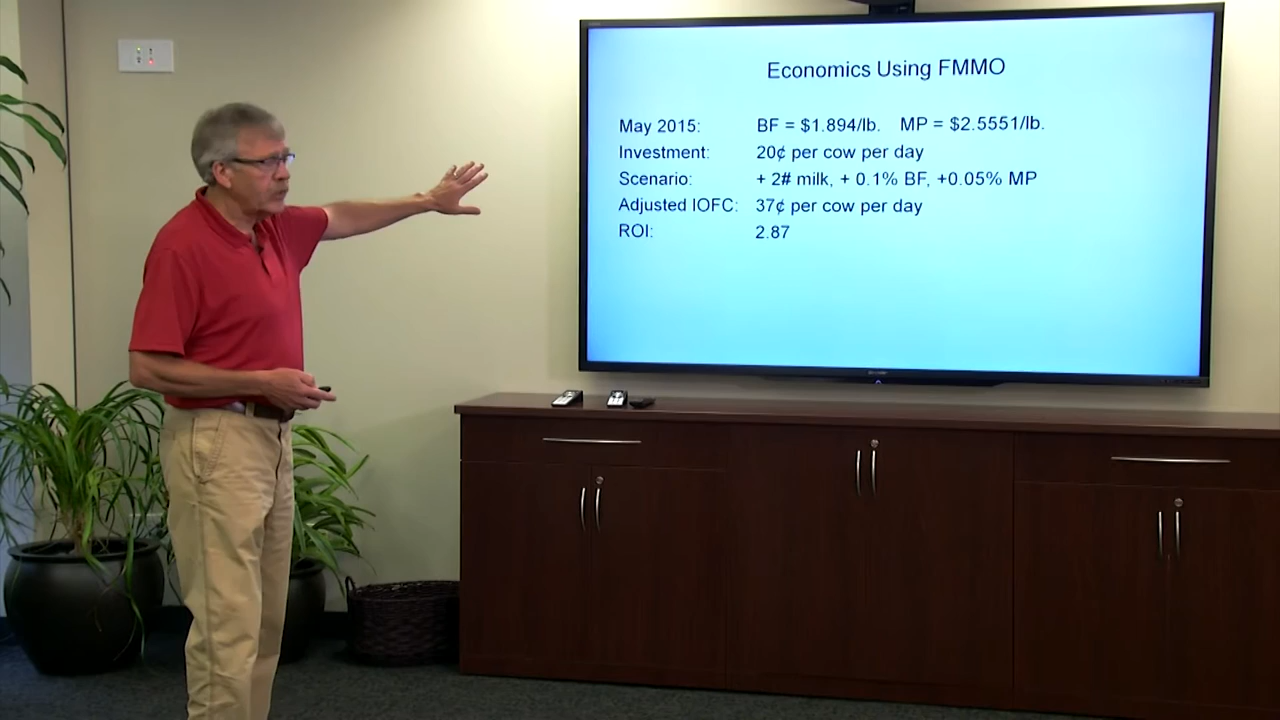 Economics Using FMMO
May 2015: BF = $1.894/lb. MP = $2.5551/lb.
Investment: 20¢ per cow per day
Scenario: + 2# milk, + 0.1% BF, +0.05% MP
Adjusted IOFC: 37¢ per cow per day
ROI: 2.87